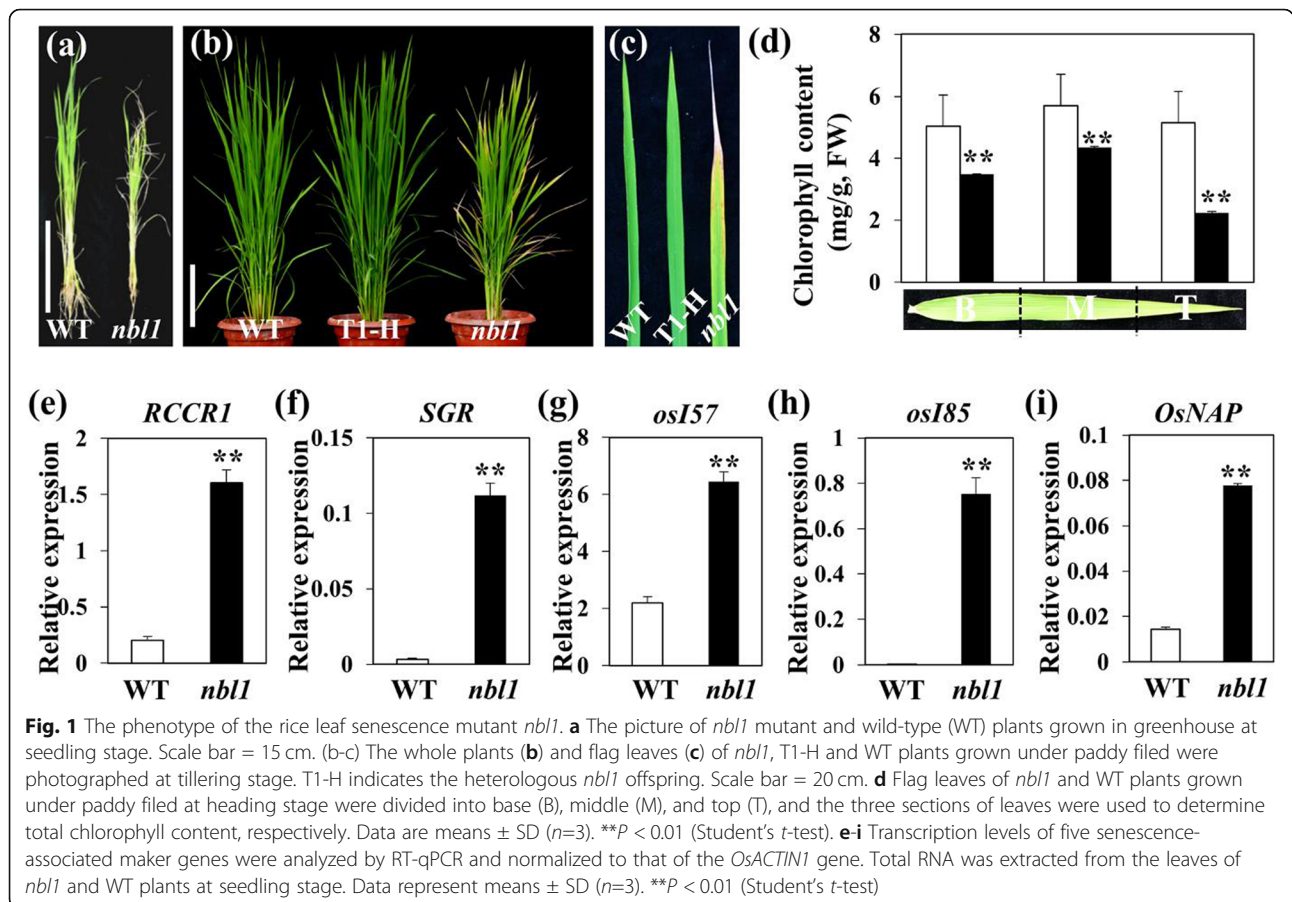 (a)
WT nbl1
(b)
WT T1-H nbl1
(c)
WT T1-H nbl1
(d)
Chlorophyll content
(mg/g, FW)
8
6
4
2
0
**
**
**
B M T
(e)
RCCR1
Relative expression
2
1.5
1
0.5
0
**
WT nbl1
(f)
SGR
Relative expression
0.15
0.1
0.05
0
**
WT nbl1
(g)
osI57
Relative expression
8
6
4
2
0
**
WT nbl1
(h)
osI85
Relative expression
1
0.8
0.6
0.4
0.2
0
**
WT nbl1
(i)
OsNAP
Relative expression
0.1
0.08
0.06
0.04
0.02
0
**
WT nbl1
Fig. 1 The phenotype of the rice leaf senescence mutant nbl1. a The picture of nbl1 mutant and wild-type (WT) plants grown in greenhouse at
seedling stage. Scale bar = 15 cm. (b-c) The whole plants (b) and flag leaves (c) of nbl1, T1-H and WT plants grown under paddy filed were
photographed at tillering stage. T1-H indicates the heterologous nbl1 offspring. Scale bar = 20 cm. d Flag leaves of nbl1 and WT plants grown
under paddy filed at heading stage were divided into base (B), middle (M), and top (T), and the three sections of leaves were used to determine
total chlorophyll content, respectively. Data are means ± SD (n=3). **P < 0.01 (Student's t-test). e-i Transcription levels of five senescence-
associated maker genes were analyzed by RT-qPCR and normalized to that of the OsACTIN1 gene. Total RNA was extracted from the leaves of
nbl1 and WT plants at seedling stage. Data represent means ± SD (n=3). **P < 0.01 (Student's t-test)